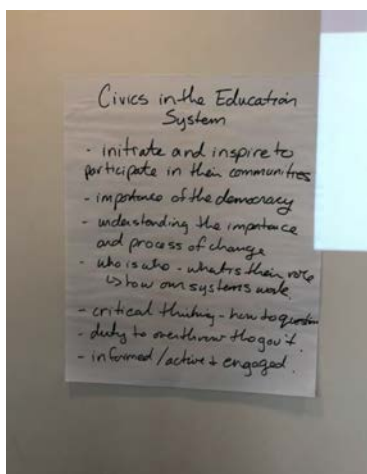 Civics in the Education
System
- initrate and inspire to
participate in their communities
- importance of the democracy
- understanding the importance
and process of change
- who is who - what is their role
↳ how our systems work.
- critical thinking - how to question
- duty to overthrow the gov't.
- informed / active + engaged.